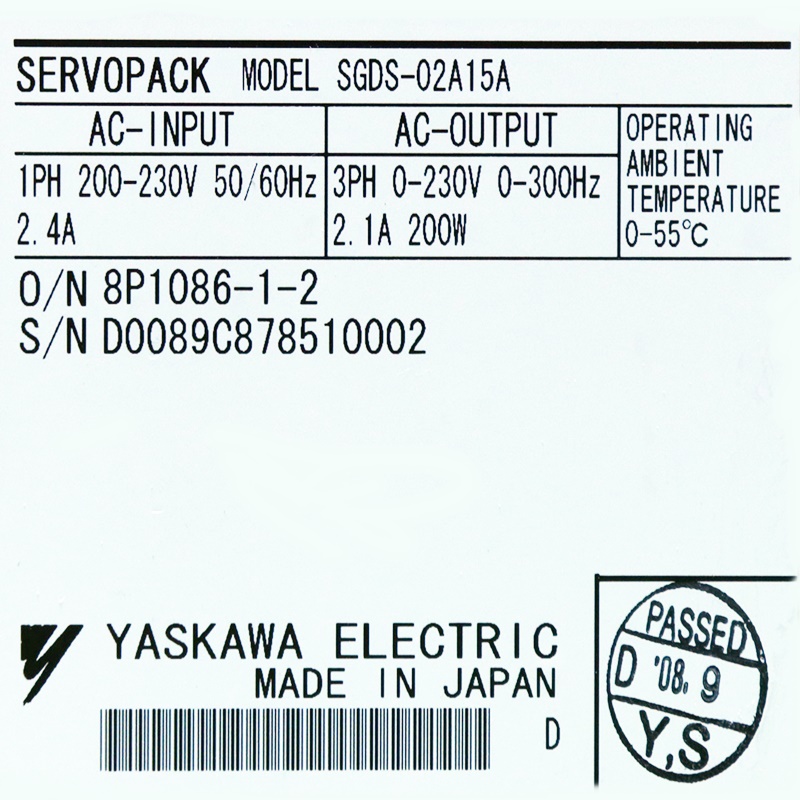 SERVOPACK MODEL SGDS-02A15A
AC-INPUT
1PH 200-230V 50/60Hz
2.4A
AC-OUTPUT
3PH 0-230V 0-300Hz
2.1A 200W
OPERATING
AMBIENT
TEMPERATURE
0-55℃
O/N 8P1086-1-2
S/N D0089C878510002
YASKAWA ELECTRIC
MADE IN JAPAN
D
PASSED
D '08. 9
Y,S